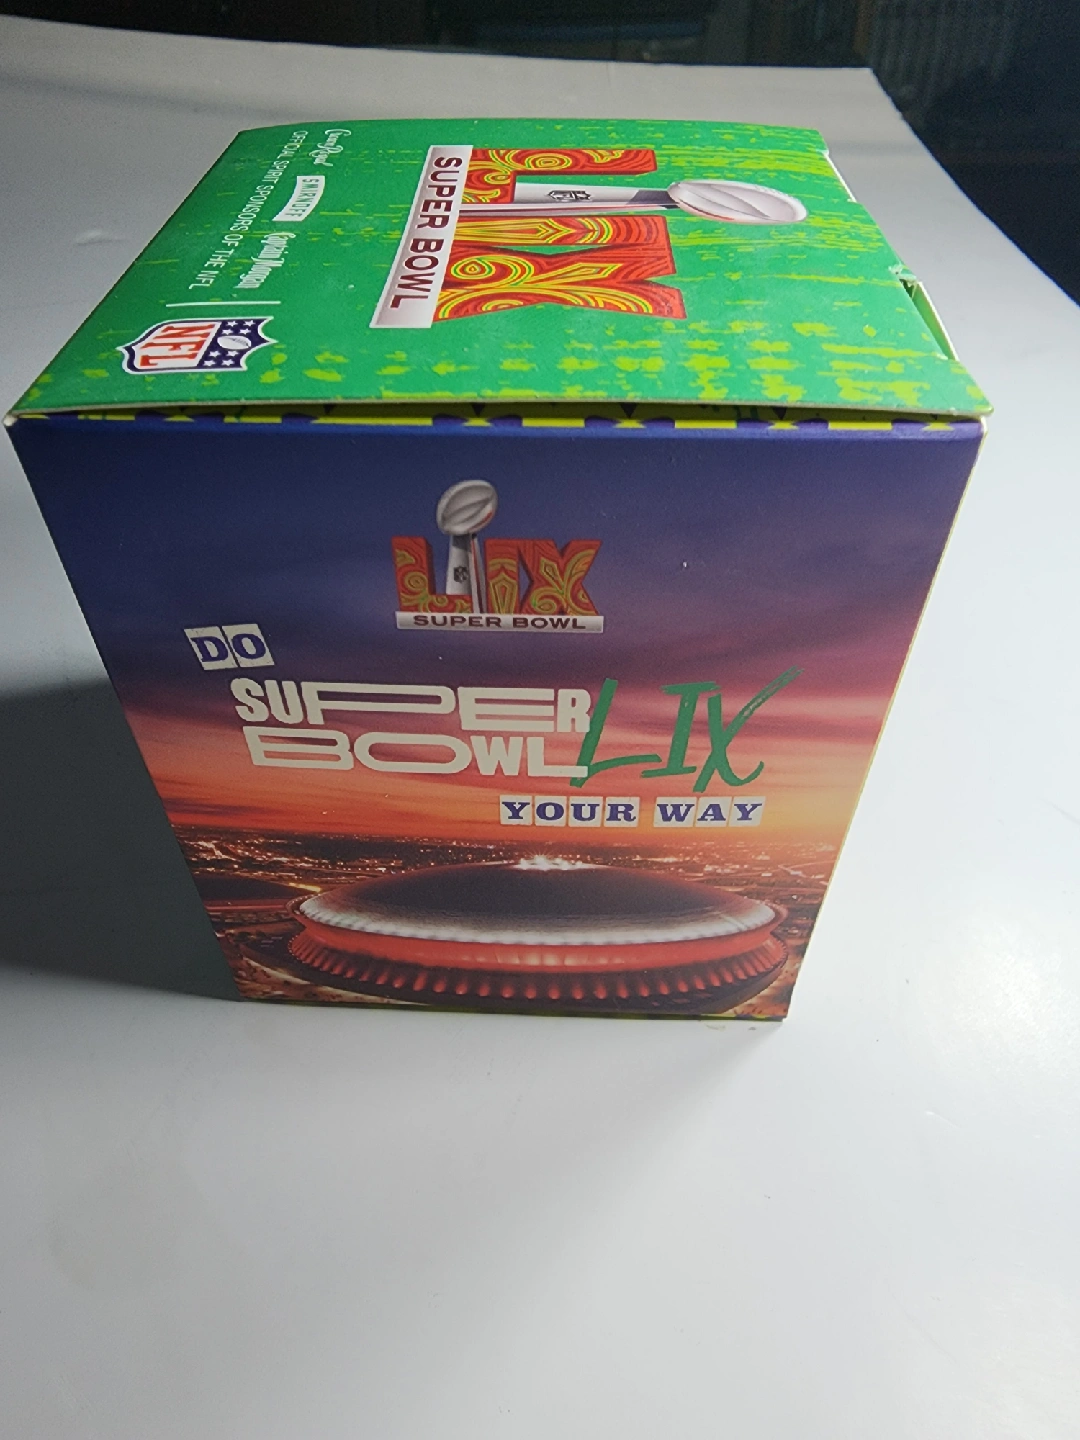 Crown Royal SMIRNOFF Captain Morgan
OFFICIAL SPIRIT SPONSORS OF THE NFL
NFL
LIX
SUPER BOWL
LIX
SUPER BOWL
DO
SUPER
BOWL LIX
YOUR WAY